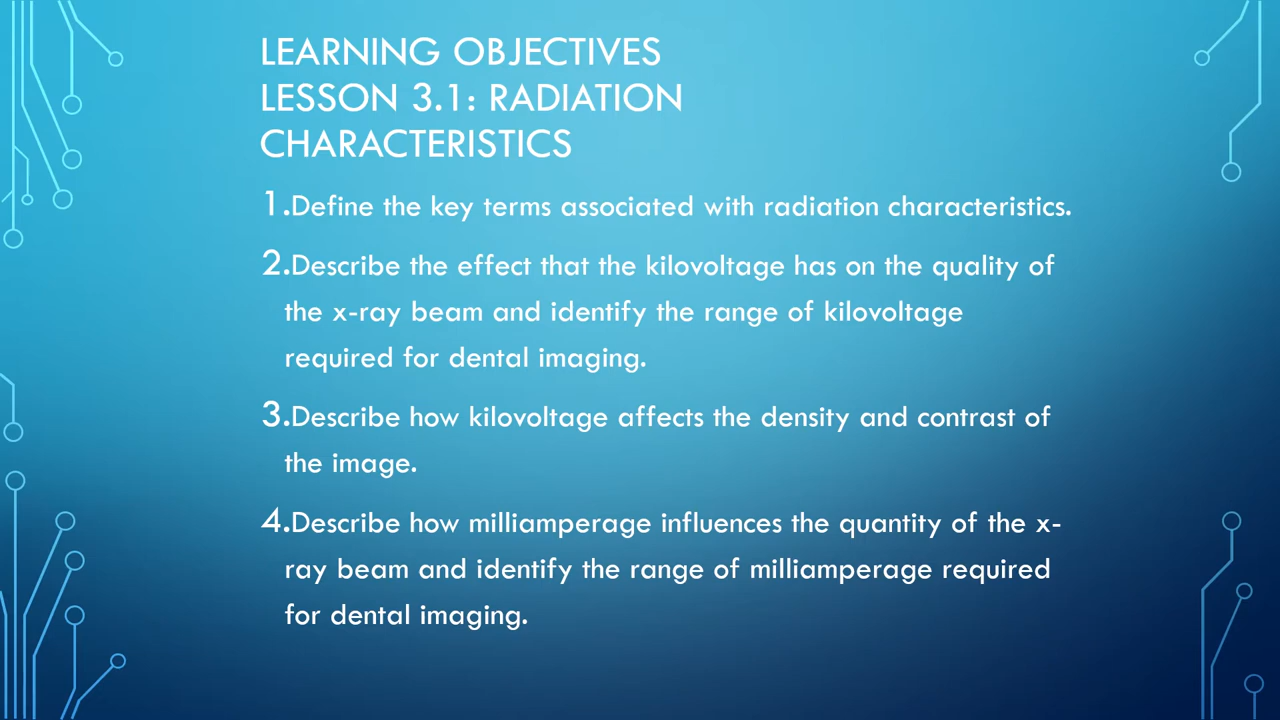 LEARNING OBJECTIVES
LESSON 3.1: RADIATION
CHARACTERISTICS
1.Define the key terms associated with radiation characteristics.
2.Describe the effect that the kilovoltage has on the quality of
the x-ray beam and identify the range of kilovoltage
required for dental imaging.
3.Describe how kilovoltage affects the density and contrast of
the image.
4.Describe how milliamperage influences the quantity of the x-
ray beam and identify the range of milliamperage required
for dental imaging.